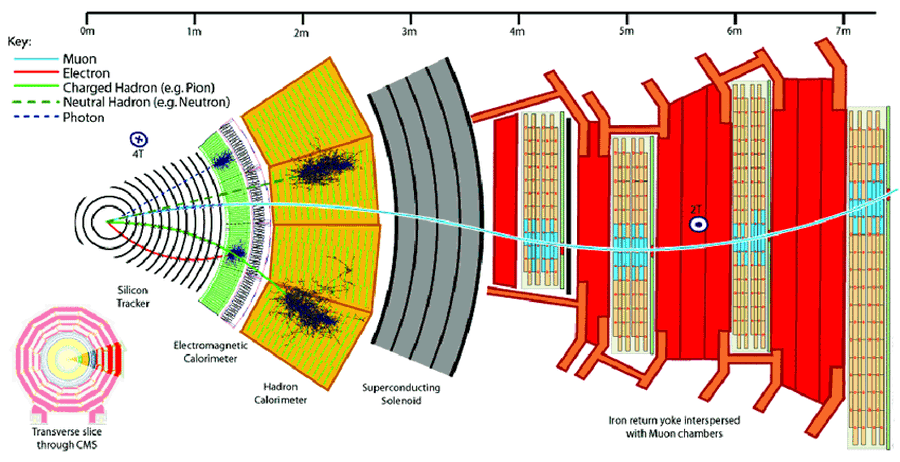 0m 1m 2m 3m 4m 5m 6m 7m
Key:
Muon
Electron
Charged Hadron (e.g. Pion)
Neutral Hadron (e.g. Neutron)
Photon
4T
2T
Silicon
Tracker
Electromagnetic
Calorimeter
Hadron
Calorimeter
Superconducting
Solenoid
Iron return yoke interspersed
with Muon chambers
Transverse slice
through CMS